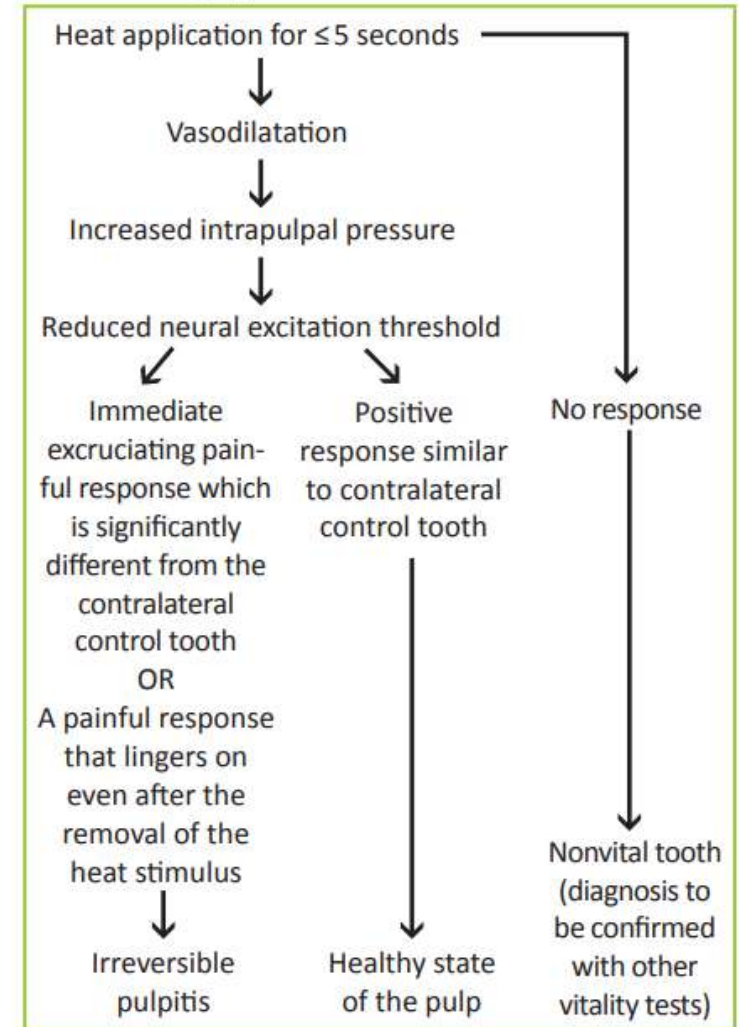 Heat application for ≤ 5 seconds
Vasodilatation
Increased intrapulpal pressure
Reduced neural excitation threshold
Immediate
excruciating pain-
ful response which
is significantly
different from the
contralateral
control tooth
OR
A painful response
that lingers on
even after the
removal of the
heat stimulus
Irreversible
pulpitis
Positive
response similar
to contralateral
control tooth
Healthy state
of the pulp
No response
Nonvital tooth
(diagnosis to
be confirmed
with other
vitality tests)